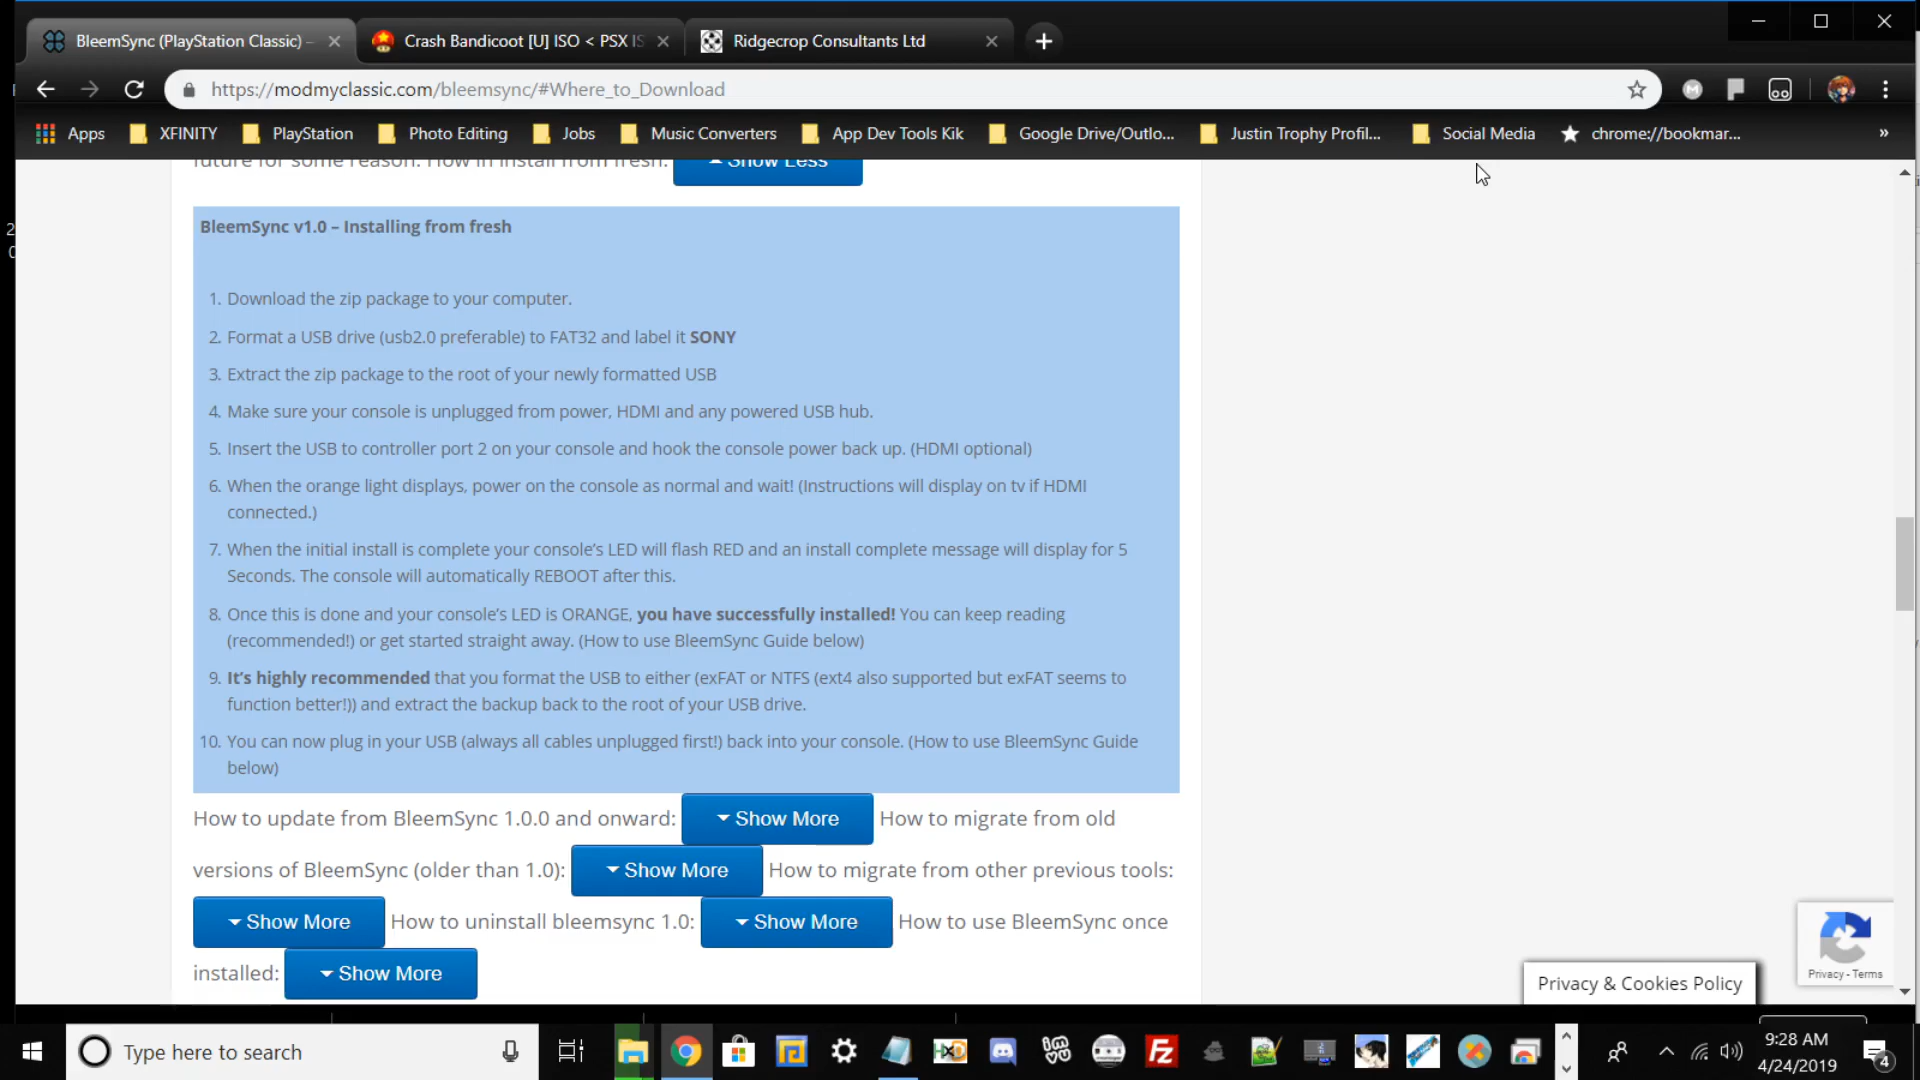 BleemSync (PlayStation Classic) –
Crash Bandicoot [U] ISO < PSX IS
Ridgecrop Consultants Ltd
https://modmyclassic.com/bleemsync/#Where_to_Download
Apps
XFINITY
PlayStation
Photo Editing
Jobs
Music Converters
App Dev Tools Kik
Google Drive/Outlo...
Justin Trophy Profil...
Social Media
chrome://bookmar...
»
future for some reason. How in install from fresh: Show Less
BleemSync v1.0 – Installing from fresh
1. Download the zip package to your computer.
2. Format a USB drive (usb2.0 preferable) to FAT32 and label it SONY
3. Extract the zip package to the root of your newly formatted USB
4. Make sure your console is unplugged from power, HDMI and any powered USB hub.
5. Insert the USB to controller port 2 on your console and hook the console power back up. (HDMI optional)
6. When the orange light displays, power on the console as normal and wait! (Instructions will display on tv if HDMI
connected.)
7. When the initial install is complete your console's LED will flash RED and an install complete message will display for 5
Seconds. The console will automatically REBOOT after this.
8. Once this is done and your console's LED is ORANGE, you have successfully installed! You can keep reading
(recommended!) or get started straight away. (How to use BleemSync Guide below)
9. It's highly recommended that you format the USB to either (exFAT or NTFS (ext4 also supported but exFAT seems to
function better!)) and extract the backup back to the root of your USB drive.
10. You can now plug in your USB (always all cables unplugged first!) back into your console. (How to use BleemSync Guide
below)
How to update from BleemSync 1.0.0 and onward: Show More How to migrate from old
versions of BleemSync (older than 1.0): Show More How to migrate from other previous tools:
Show More How to uninstall bleemsync 1.0: Show More How to use BleemSync once
installed: Show More
Privacy - Terms
Privacy & Cookies Policy
Type here to search
9:28 AM
4/24/2019
4